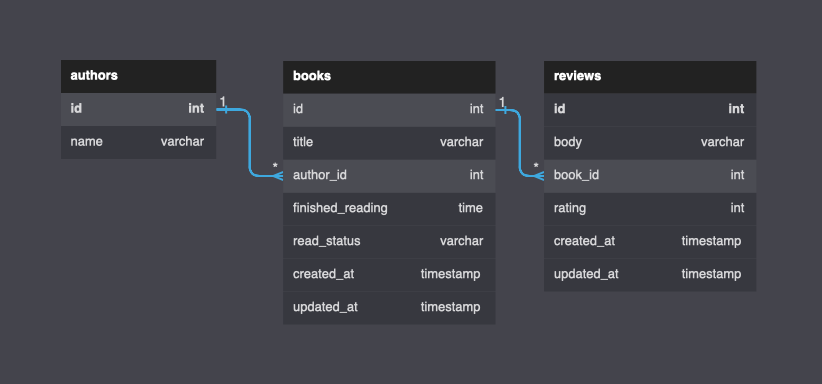 authors
id int
name varchar
1
*
books
id int
title varchar
author_id int
finished_reading time
read_status varchar
created_at timestamp
updated_at timestamp
1
*
reviews
id int
body varchar
book_id int
rating int
created_at timestamp
updated_at timestamp